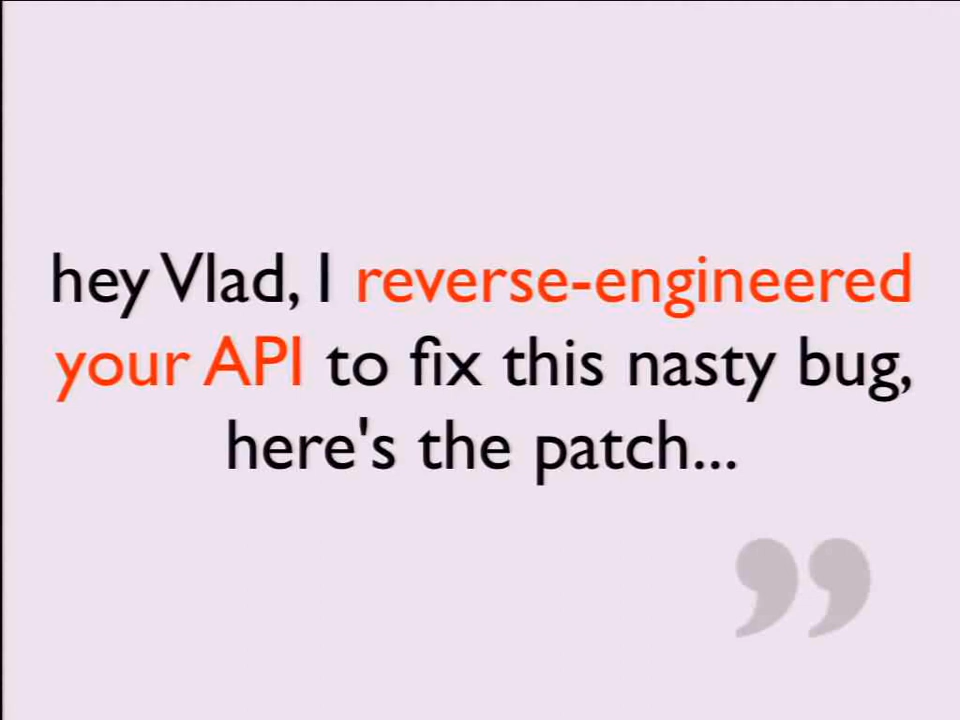 hey Vlad, I reverse-engineered
your API to fix this nasty bug,
here's the patch...
”